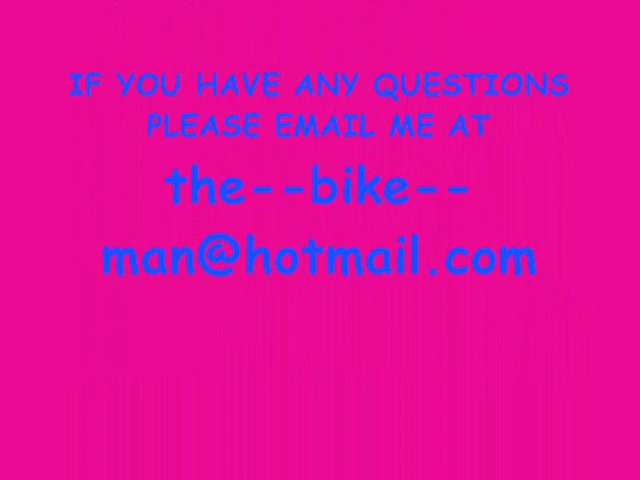 IF YOU HAVE ANY QUESTIONS
PLEASE EMAIL ME AT
the--bike--
man@hotmail.com